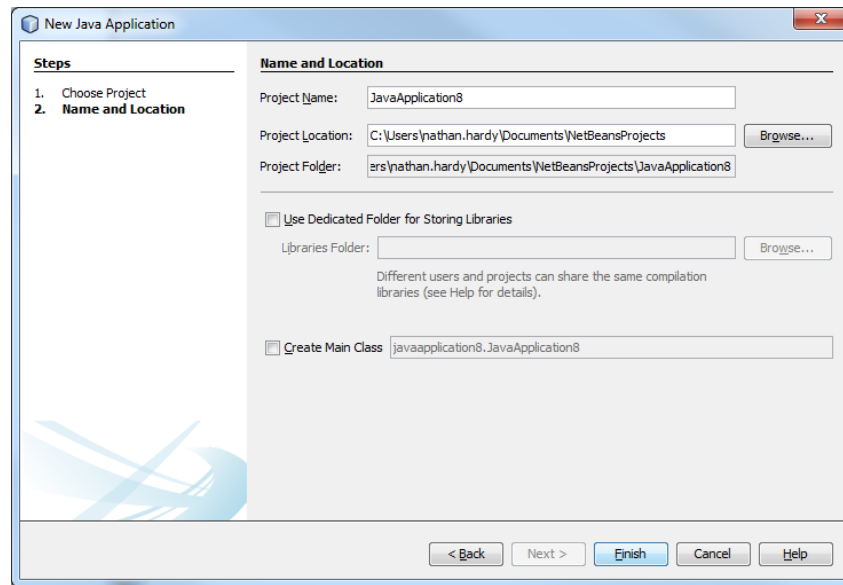 New Java Application
Steps
1. Choose Project
2. Name and Location
Name and Location
Project Name: JavaApplication8
Project Location: C:\Users\nathan.hardy\Documents\NetBeansProjects Browse...
Project Folder: ers\nathan.hardy\Documents\NetBeansProjects\JavaApplication8
Use Dedicated Folder for Storing Libraries
Libraries Folder: Browse...
Different users and projects can share the same compilation
libraries (see Help for details).
Create Main Class javaapplication8.JavaApplication8
< Back Next > Finish Cancel Help